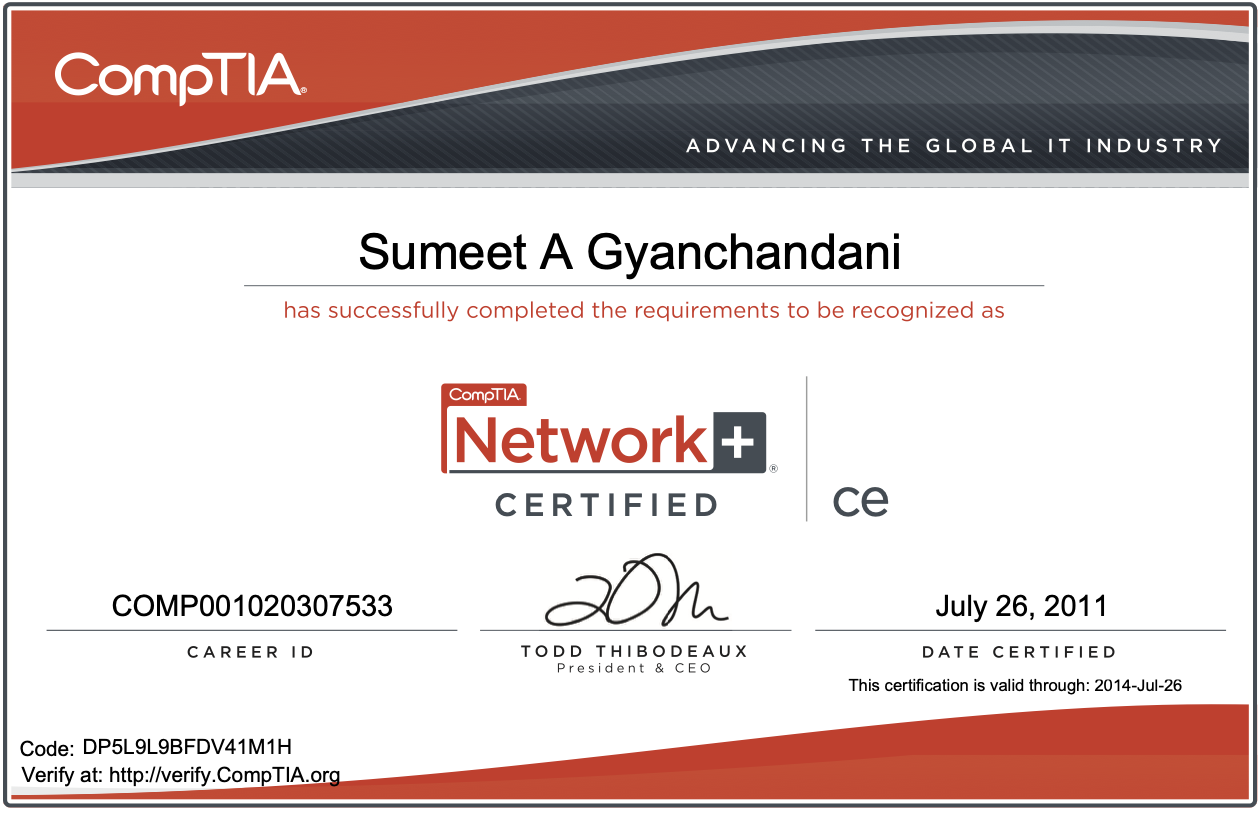 CompTIA®
ADVANCING THE GLOBAL IT INDUSTRY
Sumeet A Gyanchandani
has successfully completed the requirements to be recognized as
CompTIA
Network+®
CERTIFIED
ce
COMP001020307533
CAREER ID
TODD THIBODEAUX
President & CEO
July 26, 2011
DATE CERTIFIED
This certification is valid through: 2014-Jul-26
Code: DP5L9L9BFDV41M1H
Verify at: http://verify.CompTIA.org